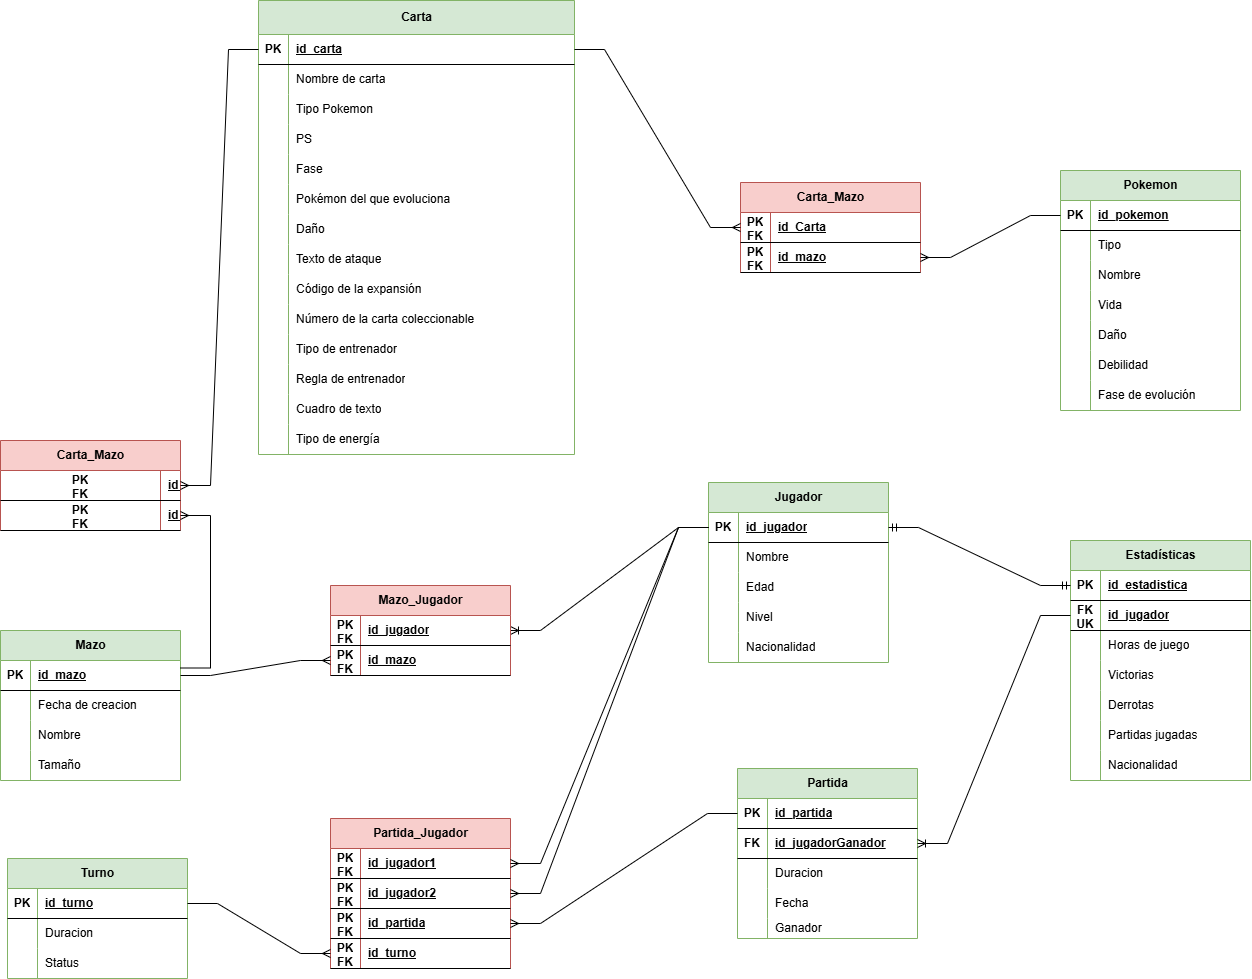 Carta
PK id_carta
Nombre de carta
Tipo Pokemon
PS
Fase
Pokémon del que evoluciona
Daño
Texto de ataque
Código de la expansión
Número de la carta coleccionable
Tipo de entrenador
Regla de entrenador
Cuadro de texto
Tipo de energía
Carta_Mazo
PK
FK
id_Carta
PK
FK
id_mazo
Pokemon
PK id_pokemon
Tipo
Nombre
Vida
Daño
Debilidad
Fase de evolución
Carta_Mazo
PK
FK
id
PK
FK
id
Jugador
PK id_jugador
Nombre
Edad
Nivel
Nacionalidad
Estadísticas
PK id_estadistica
FK
UK
id_jugador
Horas de juego
Victorias
Derrotas
Partidas jugadas
Nacionalidad
Mazo_Jugador
PK
FK
id_jugador
PK
FK
id_mazo
Mazo
PK id_mazo
Fecha de creacion
Nombre
Tamaño
Partida
PK id_partida
FK id_jugadorGanador
Duracion
Fecha
Ganador
Partida_Jugador
PK
FK
id_jugador1
PK
FK
id_jugador2
PK
FK
id_partida
PK
FK
id_turno
Turno
PK id_turno
Duracion
Status